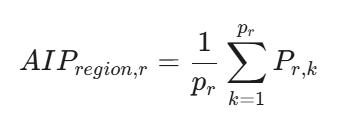 AIP_{region,r} = \frac{1}{p_r} \sum_{k=1}^{p_r} P_{r,k}